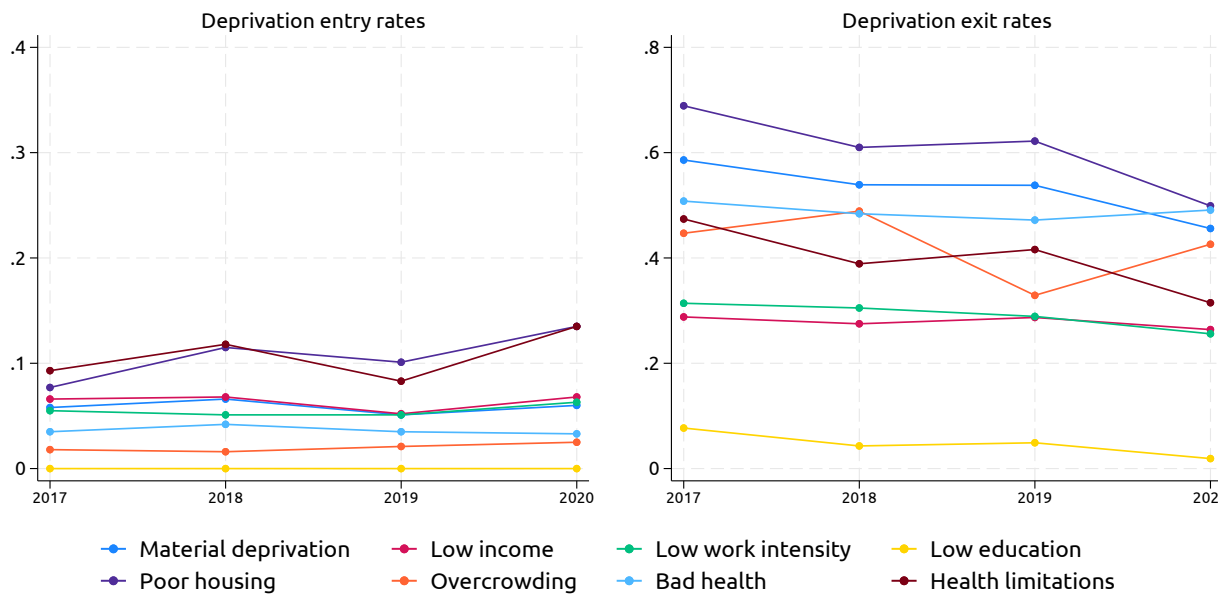 Deprivation entry rates
.4
.3
.2
.1
0
2017 2018 2019 2020
Deprivation exit rates
.8
.6
.4
.2
0
2017 2018 2019 202
Material deprivation Low income Low work intensity Low education
Poor housing Overcrowding Bad health Health limitations